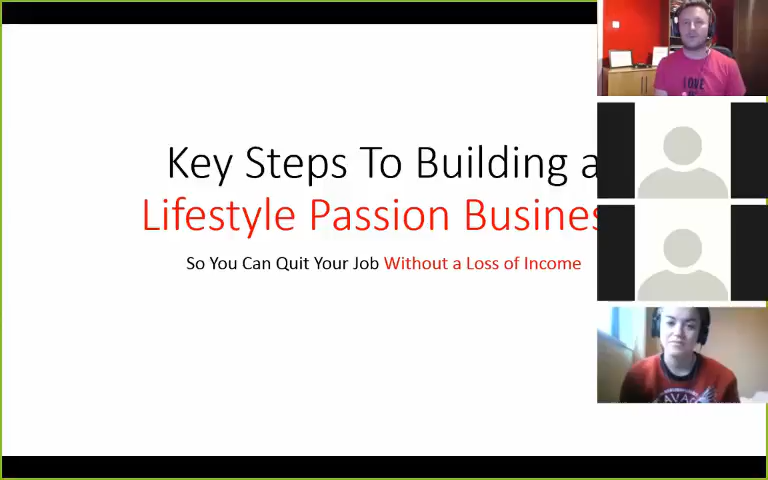 Key Steps To Building a
Lifestyle Passion Busines
So You Can Quit Your Job Without a Loss of Income